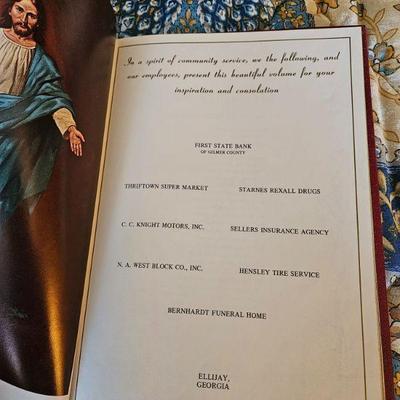 In a spirit of community service, we the following, and
our employees, present this beautiful volume for your
inspiration and consolation
FIRST STATE BANK
OF GILMER COUNTY
THRIFTOWN SUPER MARKET
STARNES REXALL DRUGS
C. C. KNIGHT MOTORS, INC.
SELLERS INSURANCE AGENCY
N. A. WEST BLOCK CO., INC.
HENSLEY TIRE SERVICE
BERNHARDT FUNERAL HOME
ELLIJAY,
GEORGIA